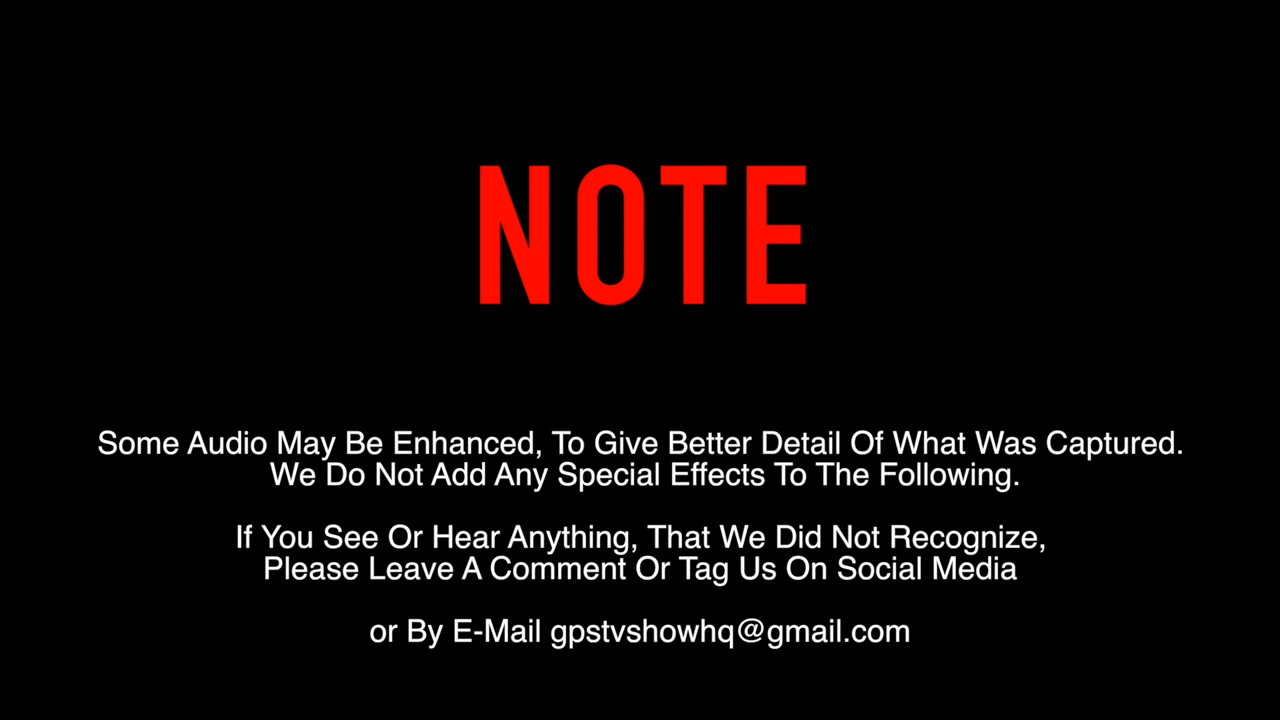 NOTE
Some Audio May Be Enhanced, To Give Better Detail Of What Was Captured.
We Do Not Add Any Special Effects To The Following.
If You See Or Hear Anything, That We Did Not Recognize,
Please Leave A Comment Or Tag Us On Social Media
or By E-Mail gpstvshowhq@gmail.com